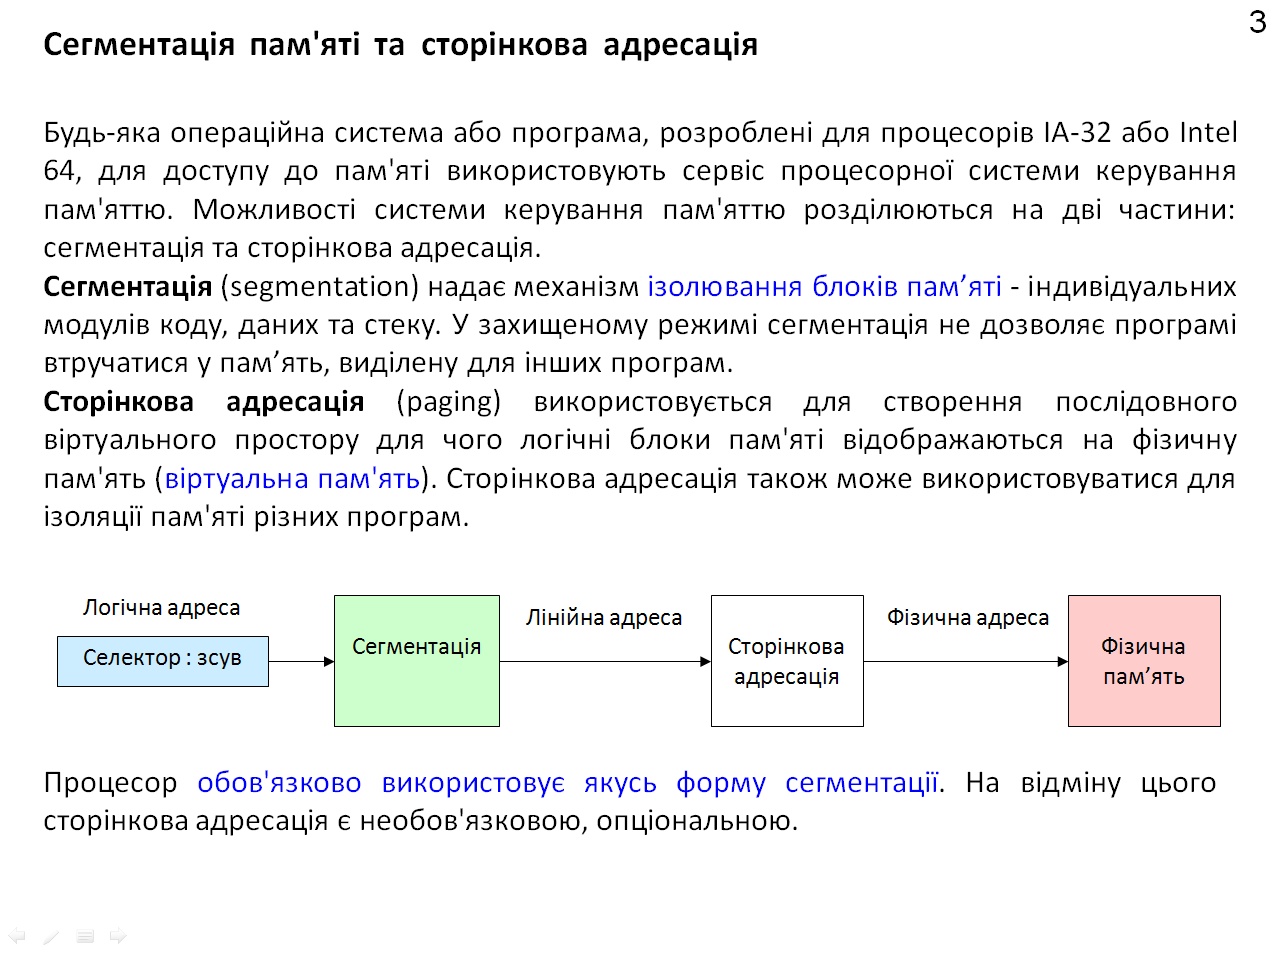 3
Сегментація пам'яті та сторінкова адресація
Будь-яка операційна система або програма, розроблені для процесорів IA-32 або Intel
64, для доступу до пам'яті використовують сервіс процесорної системи керування
пам'яттю. Можливості системи керування пам'яттю розділюються на дві частини:
сегментація та сторінкова адресація.
Сегментація (segmentation) надає механізм ізолювання блоків пам’яті - індивідуальних
модулів коду, даних та стеку. У захищеному режимі сегментація не дозволяє програмі
втручатися у пам’ять, виділену для інших програм.
Сторінкова адресація (paging) використовується для створення послідовного
віртуального простору для чого логічні блоки пам'яті відображаються на фізичну
пам'ять (віртуальна пам'ять). Сторінкова адресація також може використовуватися для
ізоляції пам'яті різних програм.
Логічна адреса
Селектор : зсув
Сегментація
Лінійна адреса
Сторінкова
адресація
Фізична адреса
Фізична
пам’ять
Процесор обов'язково використовує якусь форму сегментації. На відміну цього
сторінкова адресація є необов'язковою, опціональною.